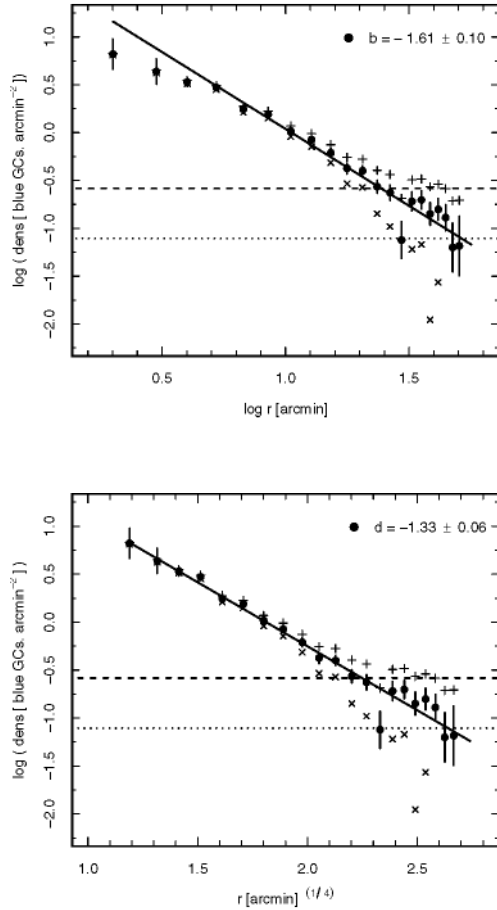 b = − 1.61 ± 0.10
log ( dens [ blue GCs. arcmin⁻² ] )
1.0
0.5
0.0
−0.5
−1.0
−1.5
−2.0
0.5 1.0 1.5
log r [arcmin]
d = −1.33 ± 0.06
log ( dens [ blue GCs. arcmin⁻² ] )
1.0
0.5
0.0
−0.5
−1.0
−1.5
−2.0
1.0 1.5 2.0 2.5
r [arcmin] (1/4)